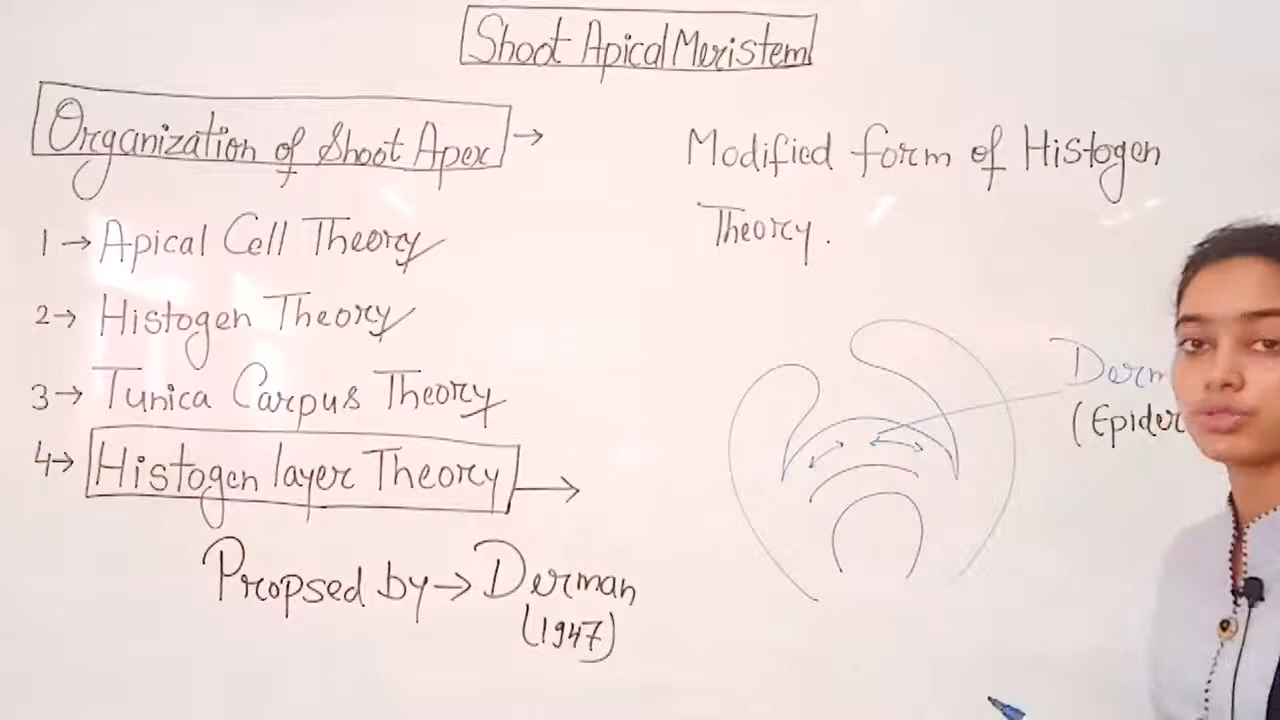 Shoot Apical Meristem
Organization of Shoot Apex →
1 → Apical Cell Theory
2 → Histogen Theory
3 → Tunica Carpus Theory
4 → Histogen layer Theory →
Propsed by → Derman
(1947)
Modified form of Histogen
Theory.